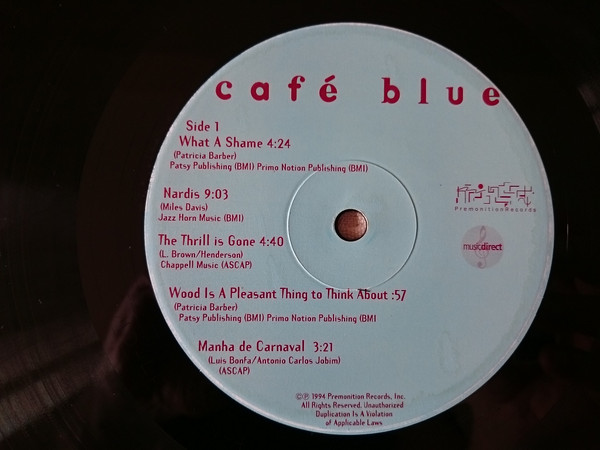 café blue
Side 1
What A Shame 4:24
(Patricia Barber)
Patsy Publishing (BMI) Primo Notion Publishing (BMI)
Nardis 9:03
(Miles Davis)
Jazz Horn Music (BMI)
The Thrill is Gone 4:40
(L. Brown/Henderson)
Chappell Music (ASCAP)
Wood Is A Pleasant Thing to Think About :57
(Patricia Barber)
Patsy Publishing (BMI) Primo Notion Publishing (BMI
Manha de Carnaval 3:21
(Luis Bonfa/Antonio Carlos Jobim)
(ASCAP)
PremonitionRecords
musicdirect
©℗ 1994 Premonition Records, Inc.
All Rights Reserved. Unauthorized
Duplication Is A Violation
of Applicable Laws